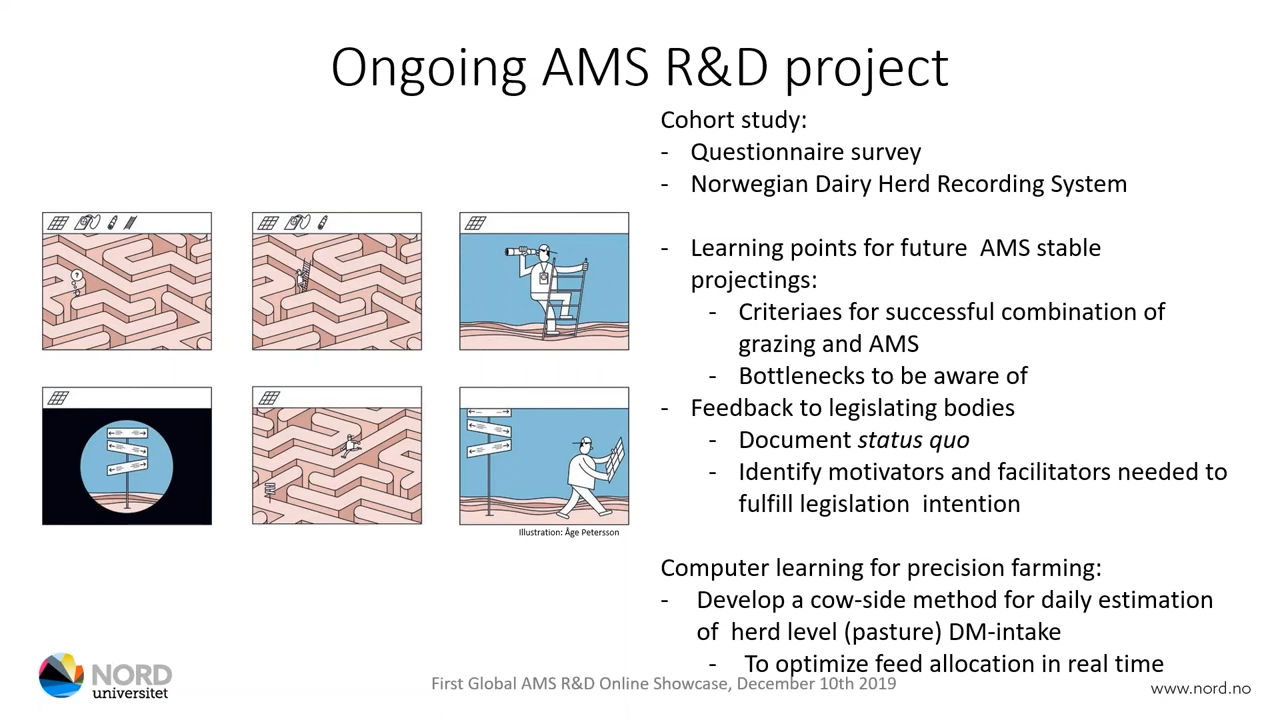 Ongoing AMS R&D project
Cohort study:
- Questionnaire survey
- Norwegian Dairy Herd Recording System
- Learning points for future AMS stable
projectings:
- Criteriaes for successful combination of
grazing and AMS
- Bottlenecks to be aware of
- Feedback to legislating bodies
- Document status quo
- Identify motivators and facilitators needed to
fulfill legislation intention
?
Illustration: Åge Petersson
Computer learning for precision farming:
- Develop a cow-side method for daily estimation
of herd level (pasture) DM-intake
- To optimize feed allocation in real time
NORD
universitet
First Global AMS R&D Online Showcase, December 10th 2019
www.nord.no